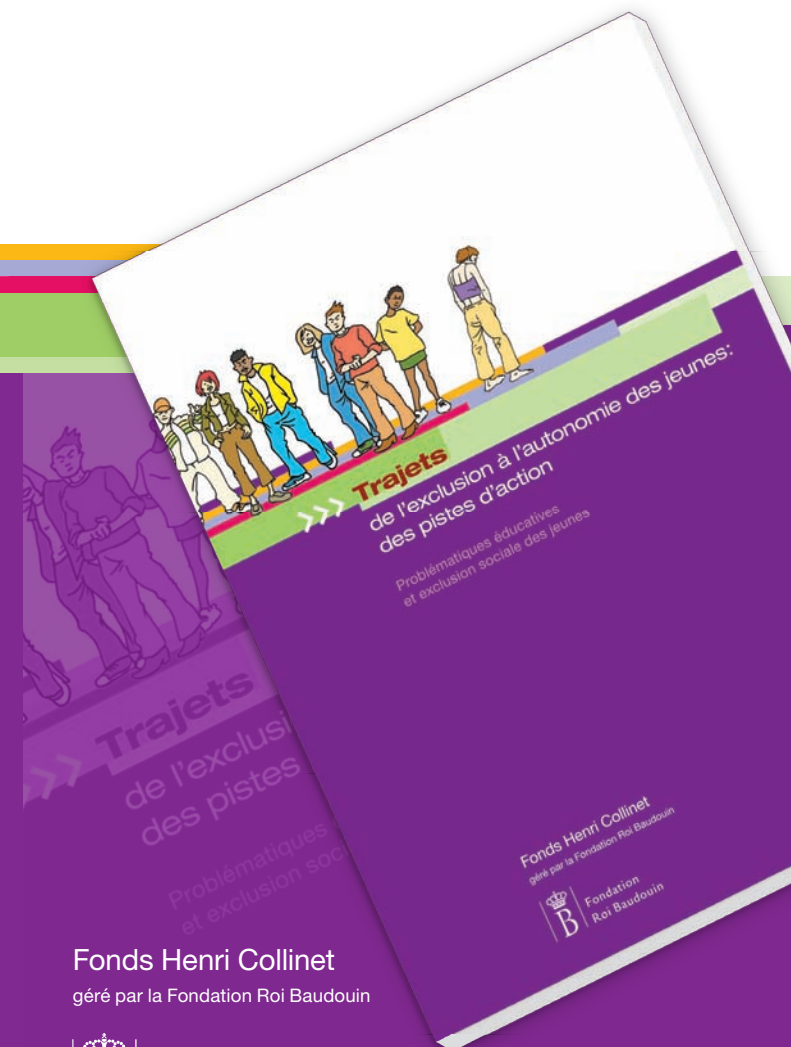 >>> Trajets
de l'exclusion à l'autonomie des jeunes:
des pistes d'action
Problématiques éducatives
et exclusion sociale des jeunes
Fonds Henri Collinet
géré par la Fondation Roi Baudouin
B
Fondation
Roi Baudouin
>>> Trajets
de l'exclusi
des pistes
Problématiques
et exclusion soc
Fonds Henri Collinet
géré par la Fondation Roi Baudouin